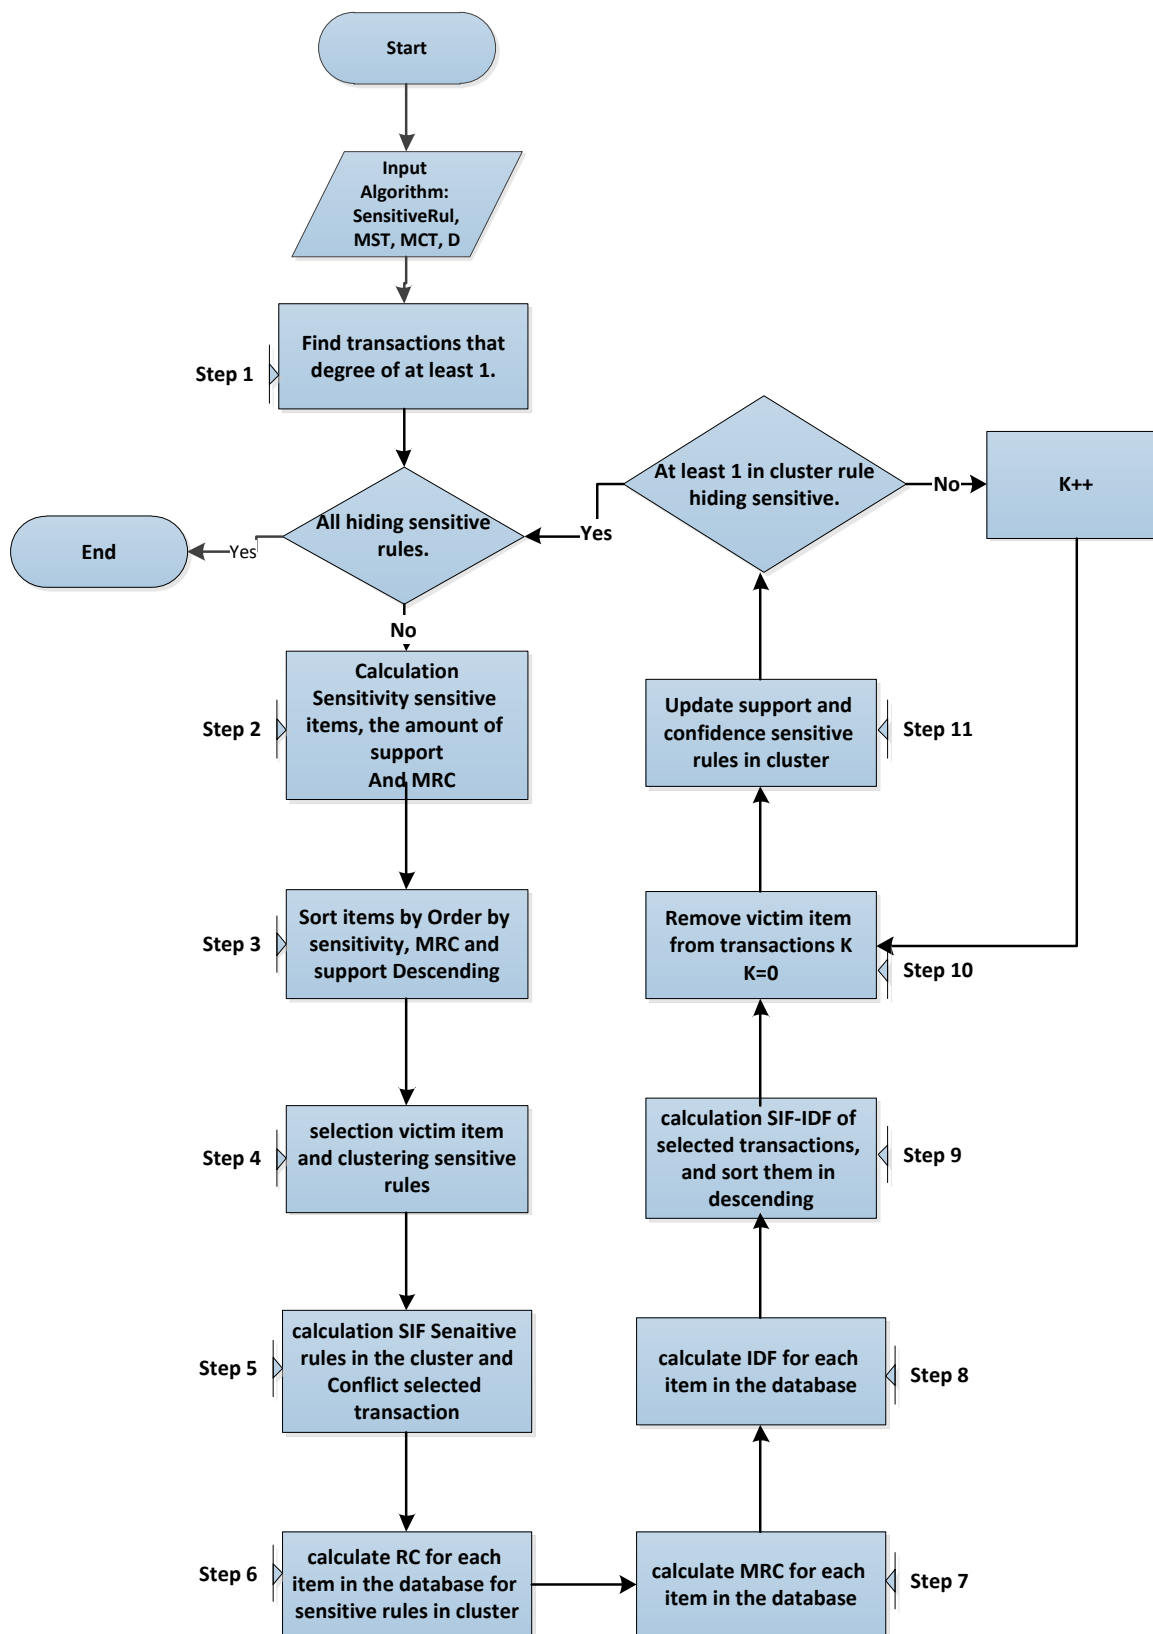 Start
Input
Algorithm:
SensitiveRul,
MST, MCT, D
Step 1
Find transactions that
degree of at least 1.
All hiding sensitive
rules.
Yes
End
No
Step 2
Calculation
Sensitivity sensitive
items, the amount of
support
And MRC
Step 3
Sort items by Order by
sensitivity, MRC and
support Descending
Step 4
selection victim item
and clustering sensitive
rules
Step 5
calculation SIF Senaitive
rules in the cluster and
Conflict selected
transaction
Step 6
calculate RC for each
item in the database for
sensitive rules in cluster
calculate MRC for each
item in the database
Step 7
calculate IDF for each
item in the database
Step 8
calculation SIF-IDF of
selected transactions,
and sort them in
descending
Step 9
Remove victim item
from transactions K
K=0
Step 10
Update support and
confidence sensitive
rules in cluster
Step 11
At least 1 in cluster rule
hiding sensitive.
Yes
No
K++